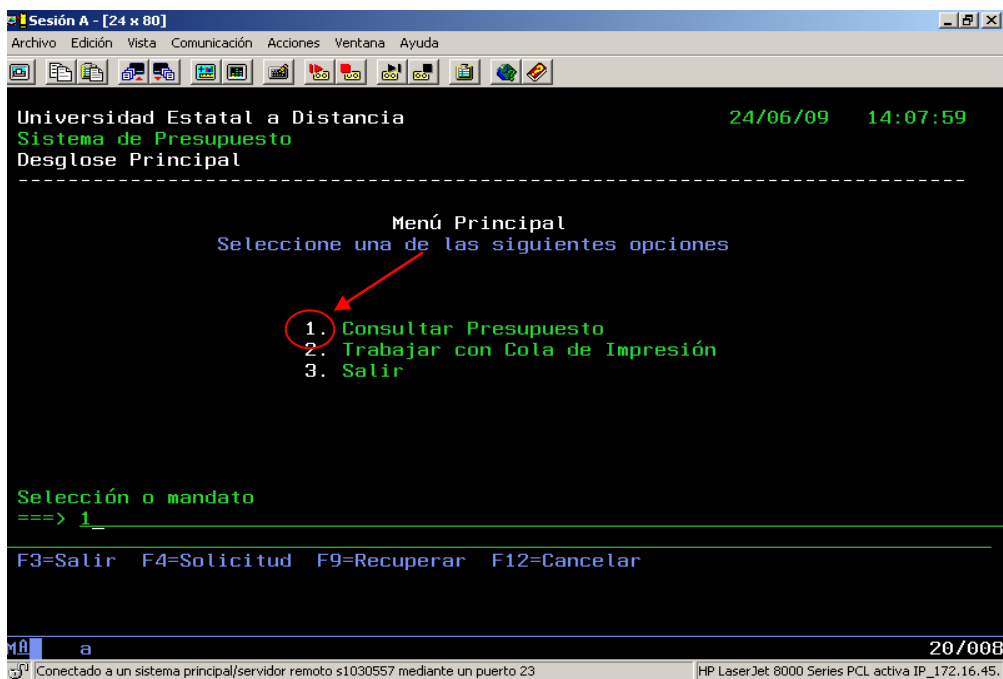 Sesión A - [24 x 80]
Archivo Edición Vista Comunicación Acciones Ventana Ayuda
Universidad Estatal a Distancia 24/06/09 14:07:59
Sistema de Presupuesto
Desglose Principal
--------------------------------------------------------------------------------
Menú Principal
Seleccione una de las siguientes opciones
1. Consultar Presupuesto
2. Trabajar con Cola de Impresión
3. Salir
Selección o mandato
===> 1
F3=Salir F4=Solicitud F9=Recuperar F12=Cancelar
MA a 20/008
Conectado a un sistema principal/servidor remoto s1030557 mediante un puerto 23 HP LaserJet 8000 Series PCL activa IP_172.16.45.